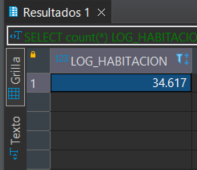 Resultados 1
SELECT count(*) LOG_HABITACIO
LOG_HABITACION
1
34.617
Grilla
Texto